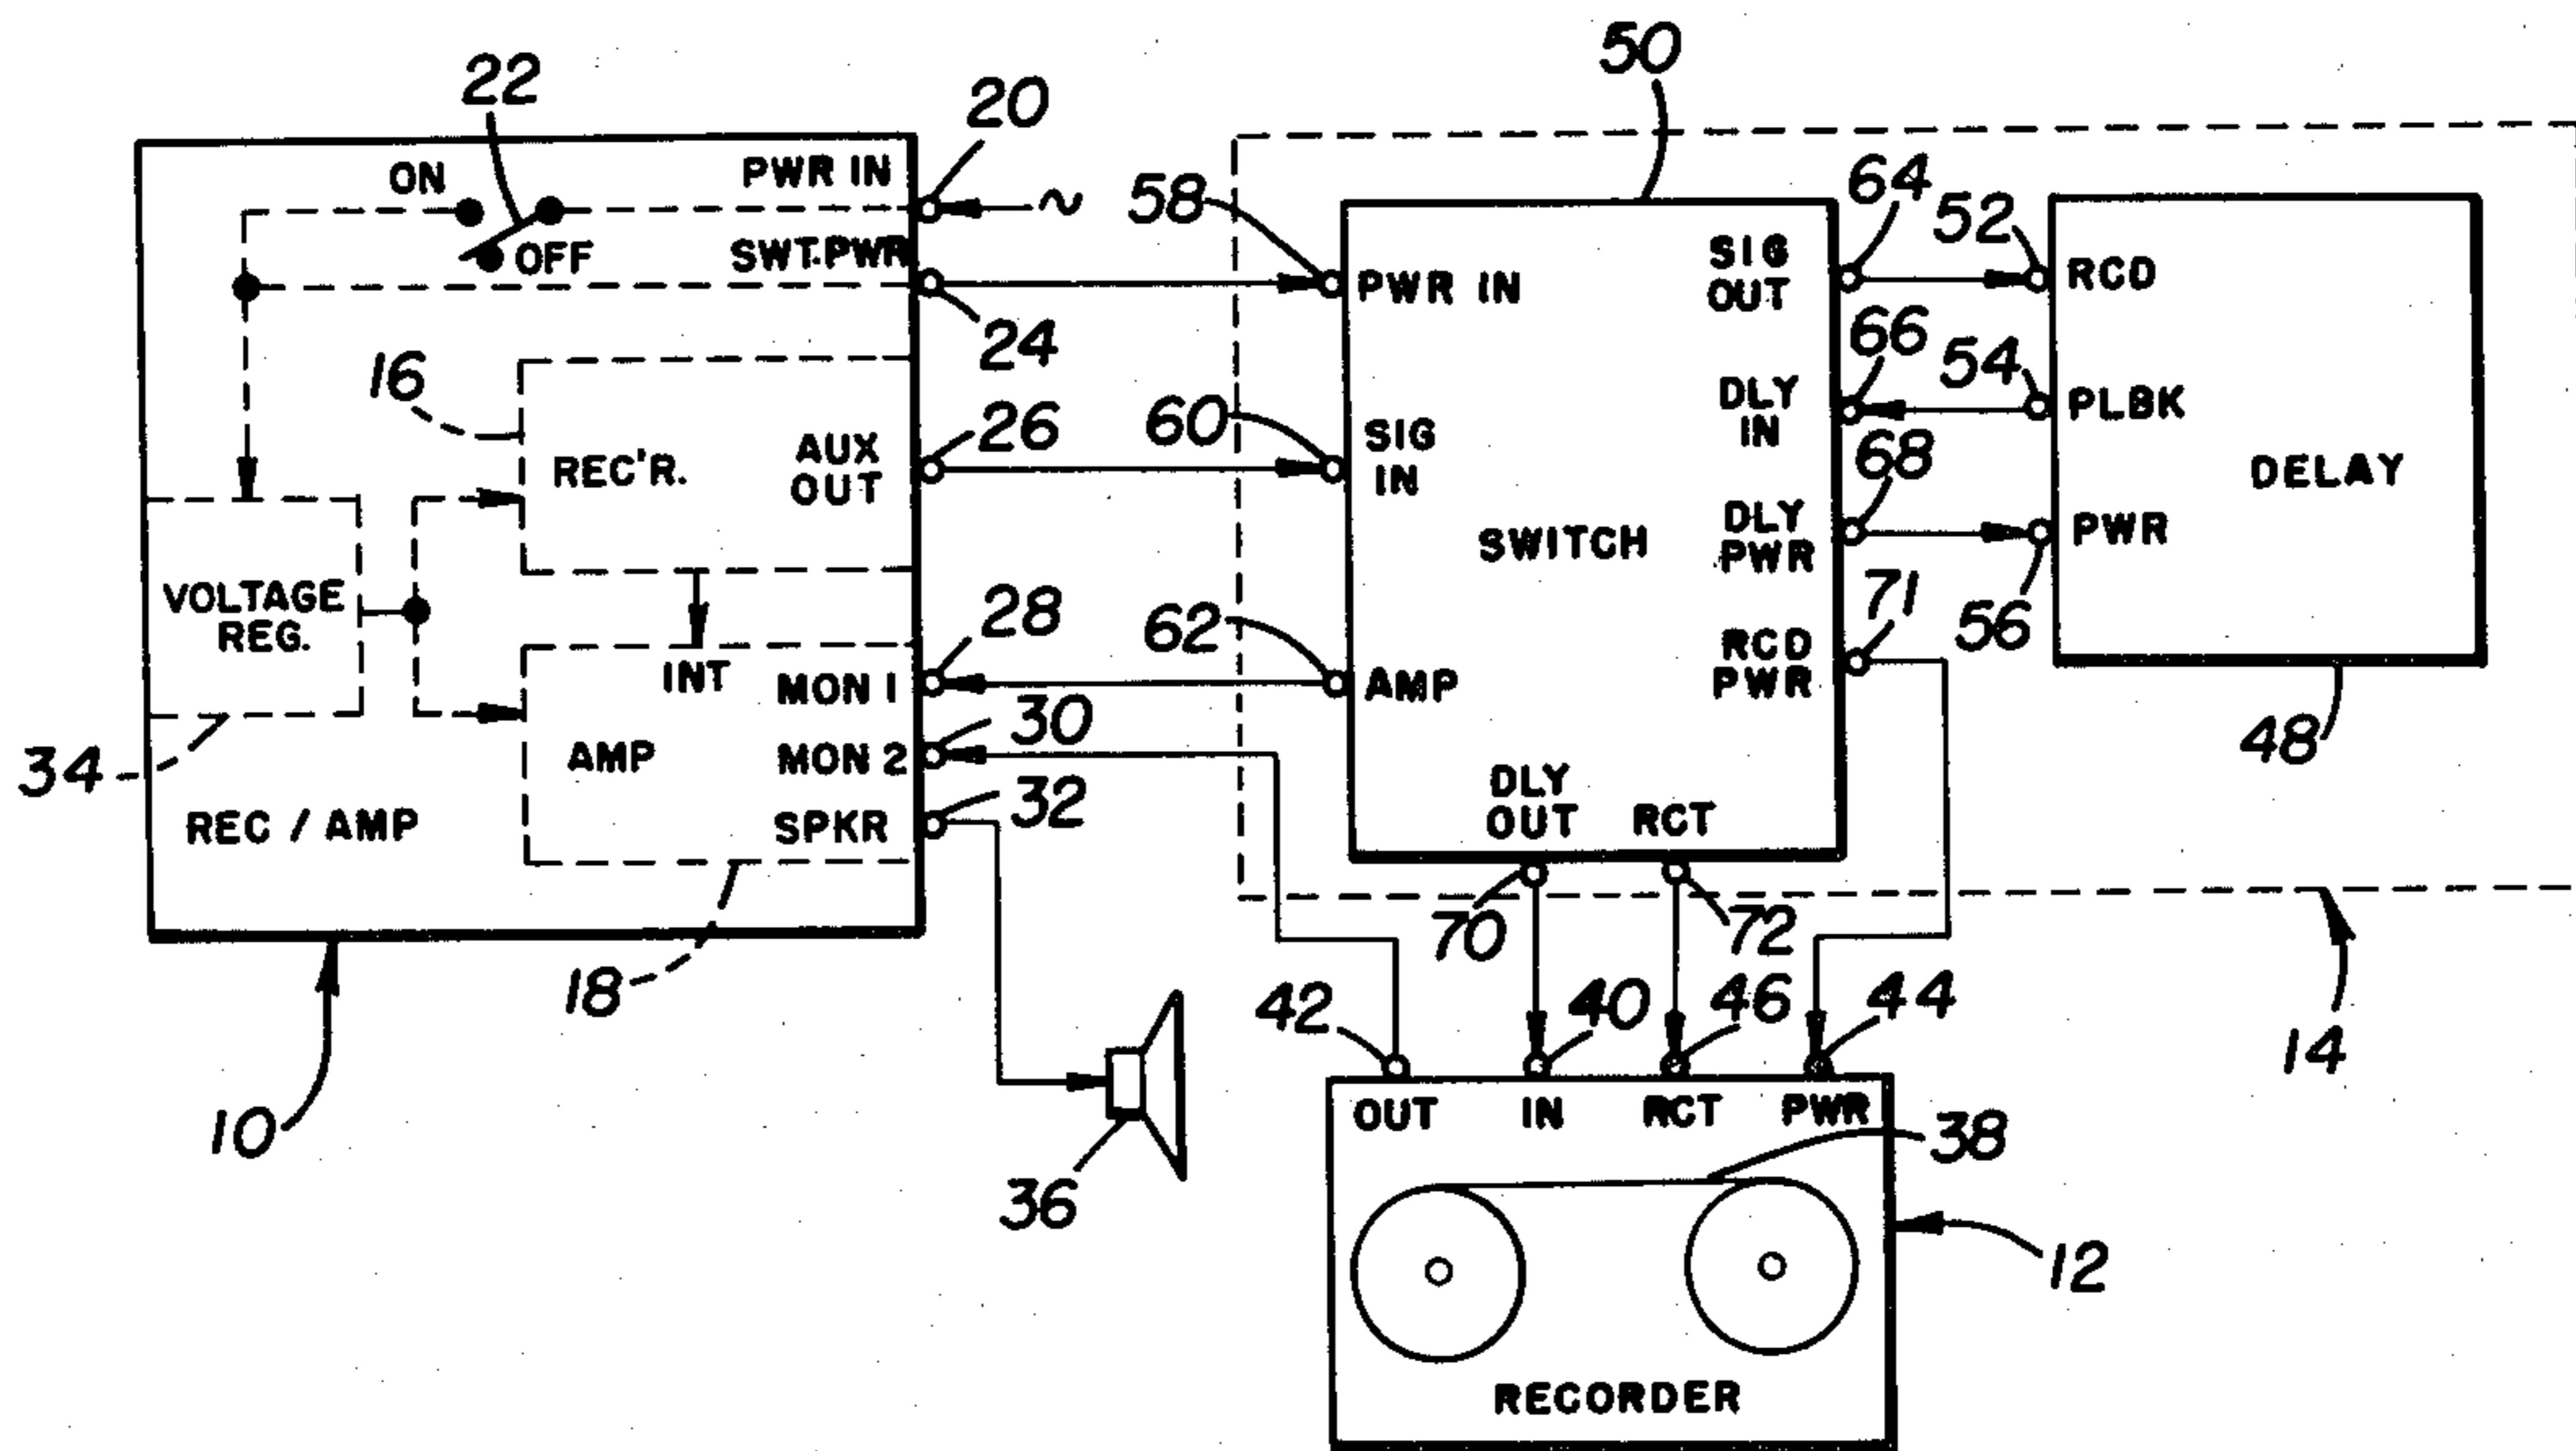 50
22
20
ON
PWR IN
~
58
64
52
OFF
SWT.PWR
SIG
OUT
RCD
PWR IN
24
66
54
16
26
60
DLY
IN
PLBK
REC'R.
AUX
OUT
SIG
IN
68
DELAY
SWITCH
DLY
PWR
PWR
VOLTAGE
REG.
28
62
71
56
INT
MON 1
AMP
RCD
PWR
30
48
34
AMP
MON 2
32
DLY
OUT
RCT
REC / AMP
SPKR
70
72
18
42
40
46
44
14
10
OUT
IN
RCT
PWR
38
36
12
RECORDER